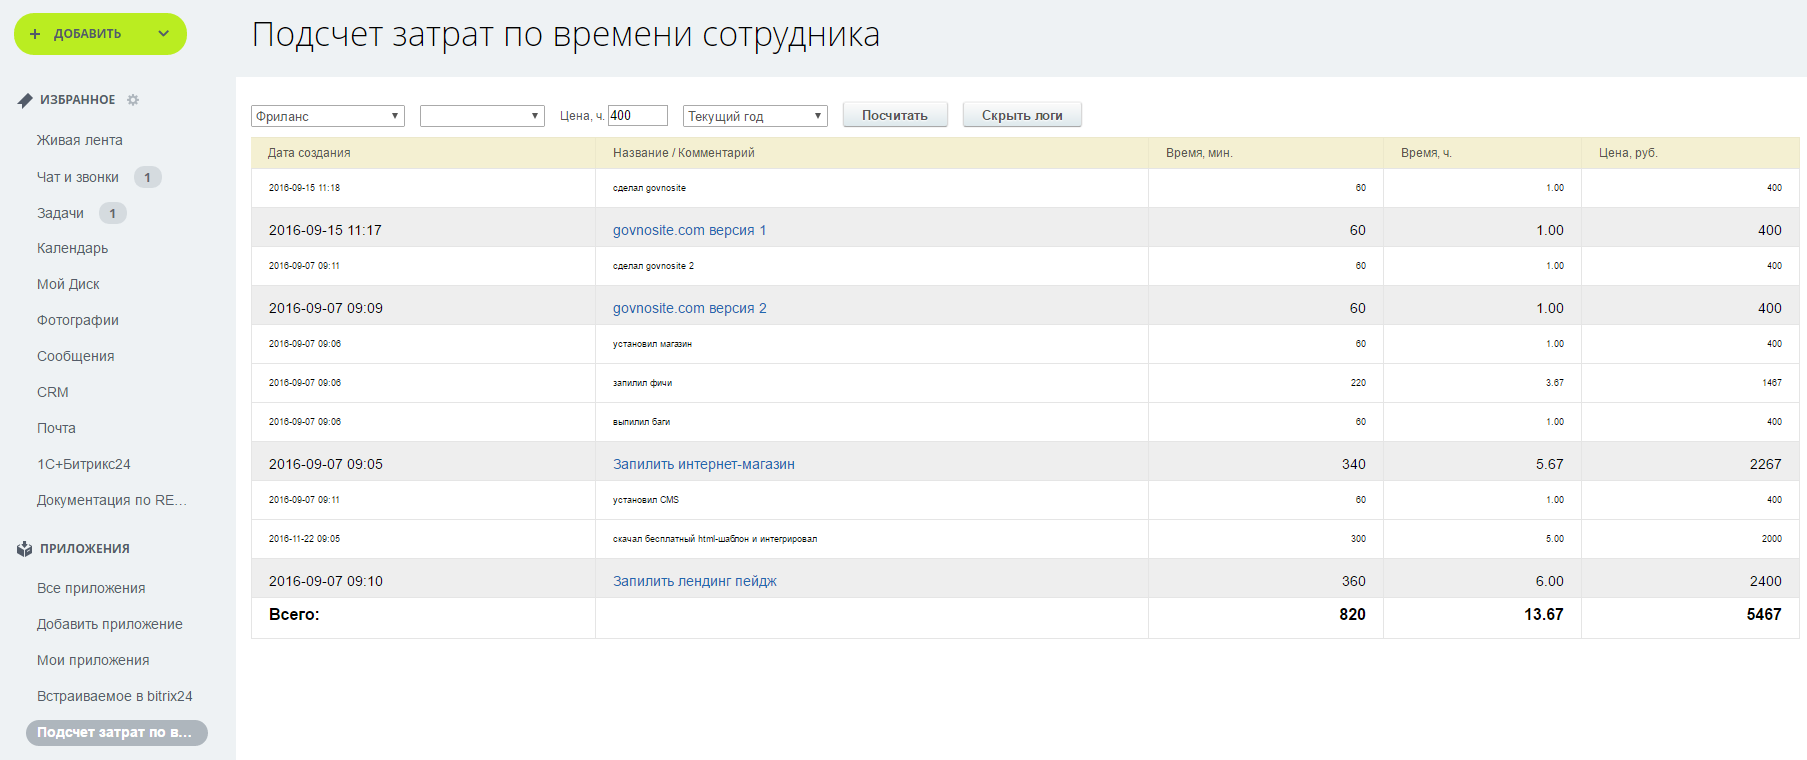 ДОБАВИТЬ
ИЗБРАННОЕ
Живая лента
Чат и звонки 1
Задачи 1
Календарь
Мой Диск
Фотографии
Сообщения
CRM
Почта
1С+Битрикс24
Документация по RE...
ПРИЛОЖЕНИЯ
Все приложения
Добавить приложение
Мои приложения
Встраиваемое в bitrix24
Подсчет затрат по в...
Подсчет затрат по времени сотрудника
Фриланс Цена, ч. 400 Текущий год Посчитать Скрыть логи
Дата создания Название / Комментарий Время, мин. Время, ч. Цена, руб.
2016-09-15 11:18 сделал govnosite 60 1.00 400
2016-09-15 11:17 govnosite.com версия 1 60 1.00 400
2016-09-07 09:11 сделал govnosite 2 60 1.00 400
2016-09-07 09:09 govnosite.com версия 2 60 1.00 400
2016-09-07 09:06 установил магазин 60 1.00 400
2016-09-07 09:06 запилил фичи 220 3.67 1467
2016-09-07 09:06 выпилил баги 60 1.00 400
2016-09-07 09:05 Запилить интернет-магазин 340 5.67 2267
2016-09-07 09:11 установил CMS 60 1.00 400
2016-11-22 09:05 скачал бесплатный html-шаблон и интегрировал 300 5.00 2000
2016-09-07 09:10 Запилить лендинг пейдж 360 6.00 2400
Всего: 820 13.67 5467